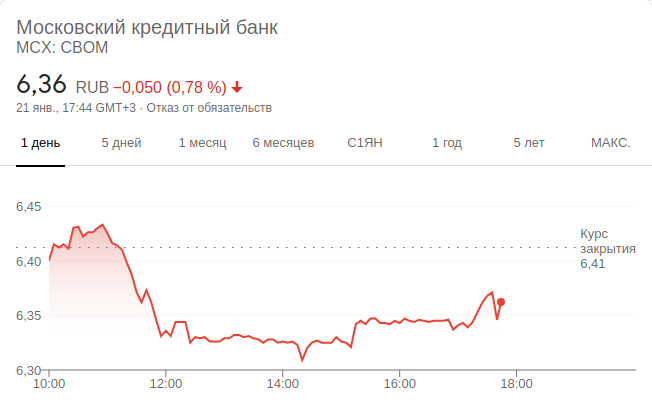 Московский кредитный банк
MCX: CBOM
6,36 RUB −0,050 (0,78 %)
21 янв., 17:44 GMT+3 · Отказ от обязательств
1 день 5 дней 1 месяц 6 месяцев С1ЯН 1 год 5 лет МАКС.
6,45
Курс
закрытия
6,41
6,40
6,35
6,30
10:00 12:00 14:00 16:00 18:00